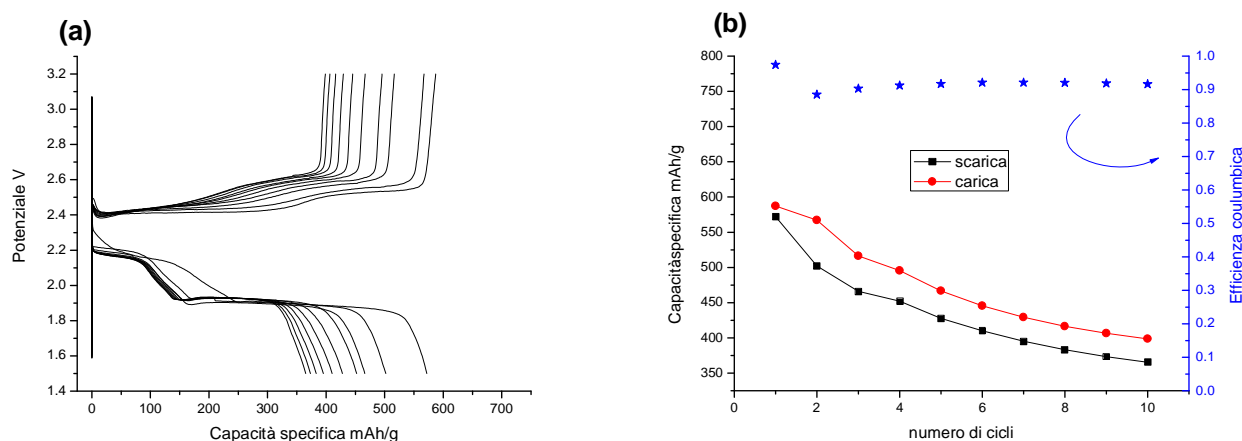 (a)
3.2
3.0
2.8
2.6
2.4
2.2
2.0
1.8
1.6
1.4
Potenziale V
0 100 200 300 400 500 600 700
Capacità specifica mAh/g
(b)
800
750
700
650
600
550
500
450
400
350
Capacitàspecifica mAh/g
scarica
carica
1.0
0.9
0.8
0.7
0.6
0.5
0.4
0.3
0.2
0.1
0.0
Efficienza coulumbica
0 2 4 6 8 10
numero di cicli